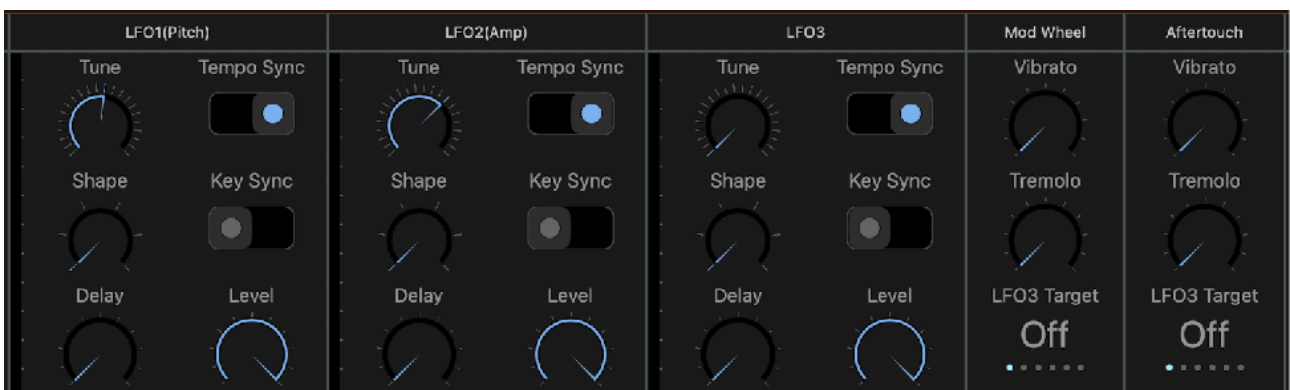 LFO1(Pitch) LFO2(Amp) LFO3 Mod Wheel Aftertouch
Tune Tempo Sync Tune Tempo Sync Tune Tempo Sync Vibrato Vibrato
Shape Key Sync Shape Key Sync Shape Key Sync Tremolo Tremolo
Delay Level Delay Level Delay Level LFO3 Target LFO3 Target
Off Off